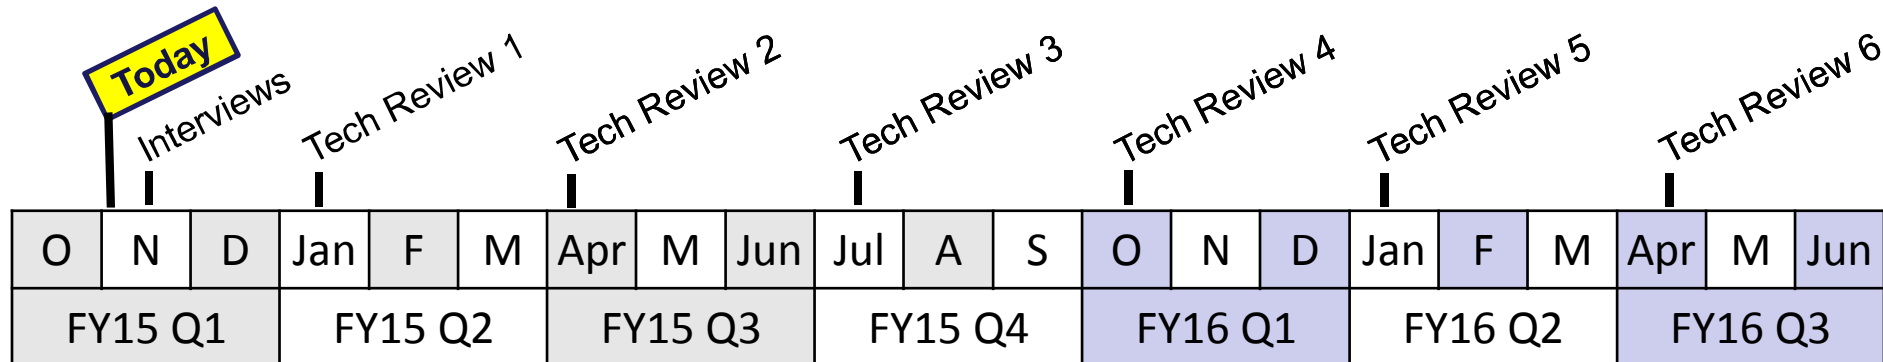 Today
Interviews
Tech Review 1
Tech Review 2
Tech Review 3
Tech Review 4
Tech Review 5
Tech Review 6
O N D Jan F M Apr M Jun Jul A S O N D Jan F M Apr M Jun
FY15 Q1 FY15 Q2 FY15 Q3 FY15 Q4 FY16 Q1 FY16 Q2 FY16 Q3